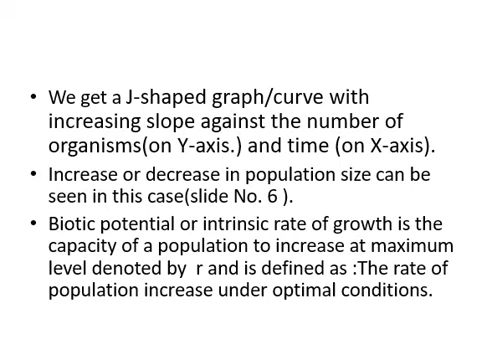 • We get a J-shaped graph/curve with
increasing slope against the number of
organisms(on Y-axis.) and time (on X-axis).
• Increase or decrease in population size can be
seen in this case(slide No. 6 ).
• Biotic potential or intrinsic rate of growth is the
capacity of a population to increase at maximum
level denoted by  r and is defined as :The rate of
population increase under optimal conditions.